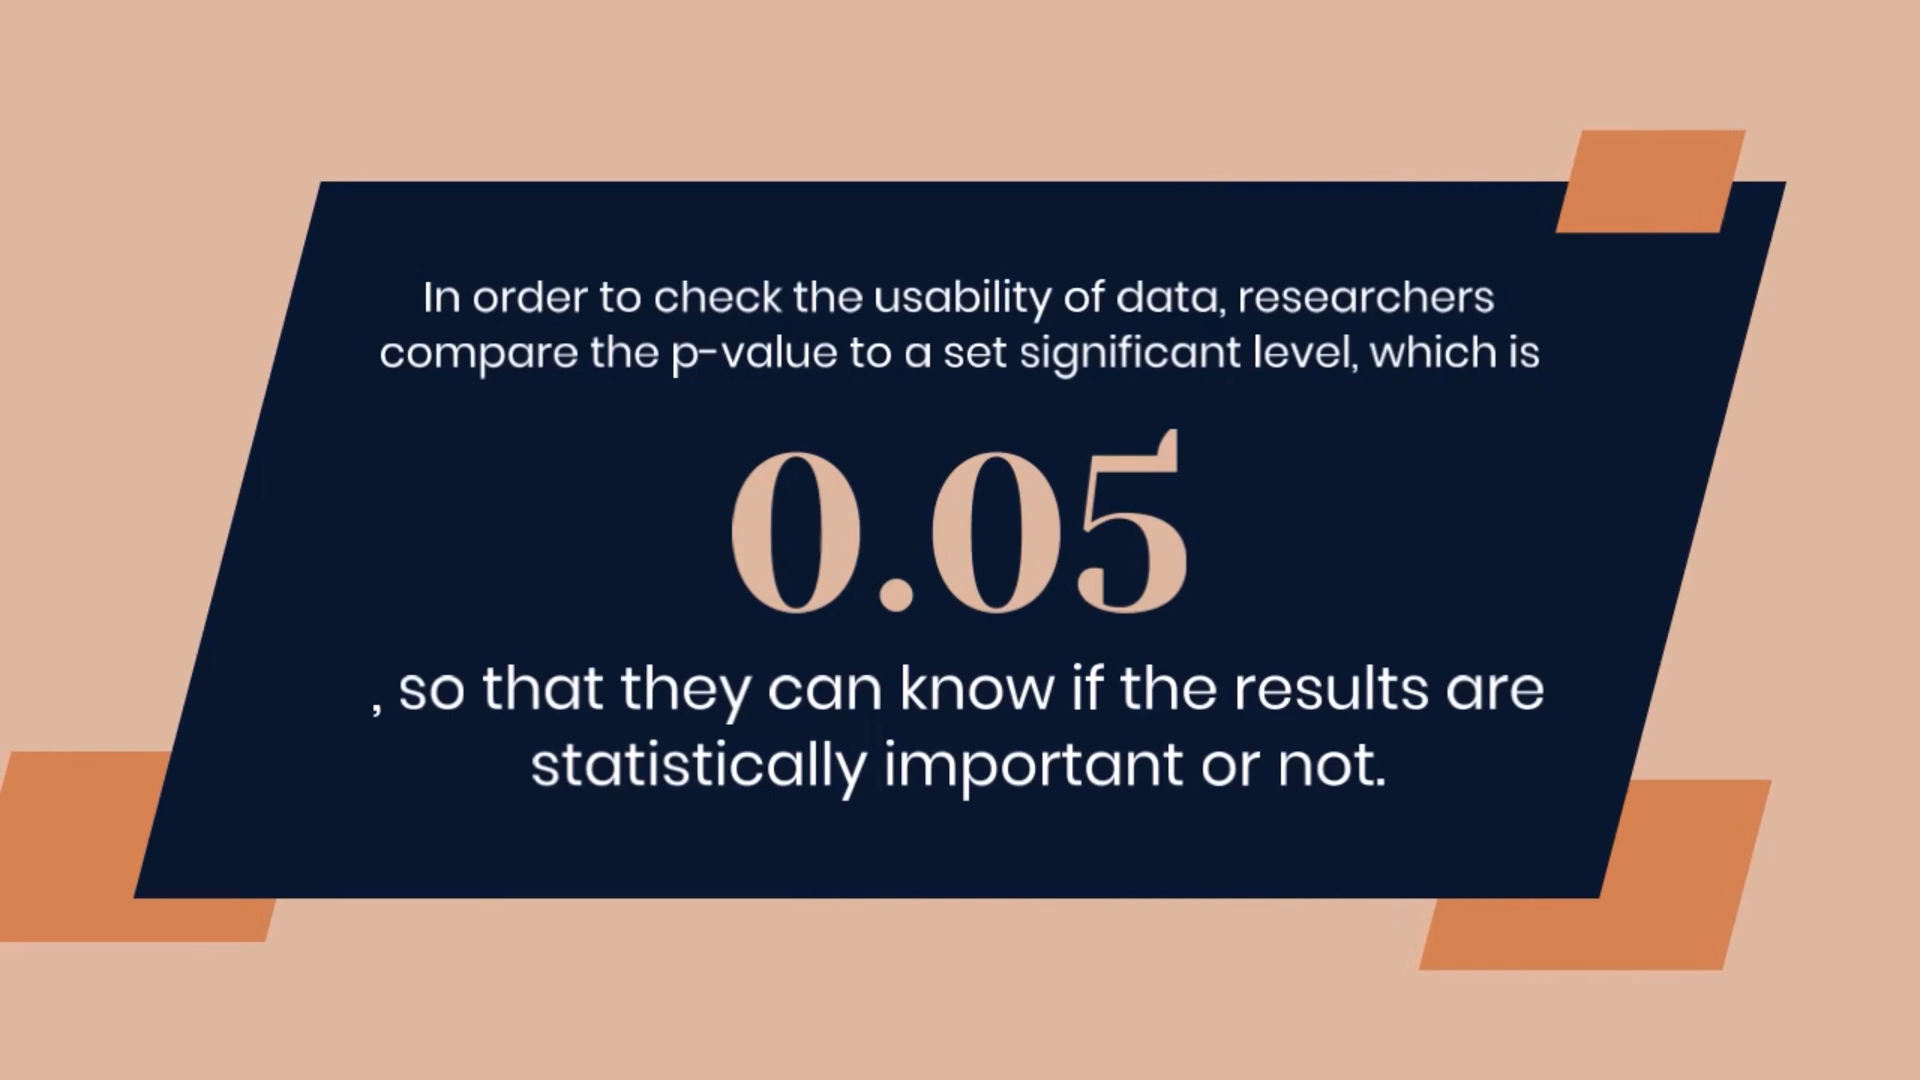 In order to check the usability of data, researchers
compare the p-value to a set significant level, which is
0.05
, so that they can know if the results are
statistically important or not.